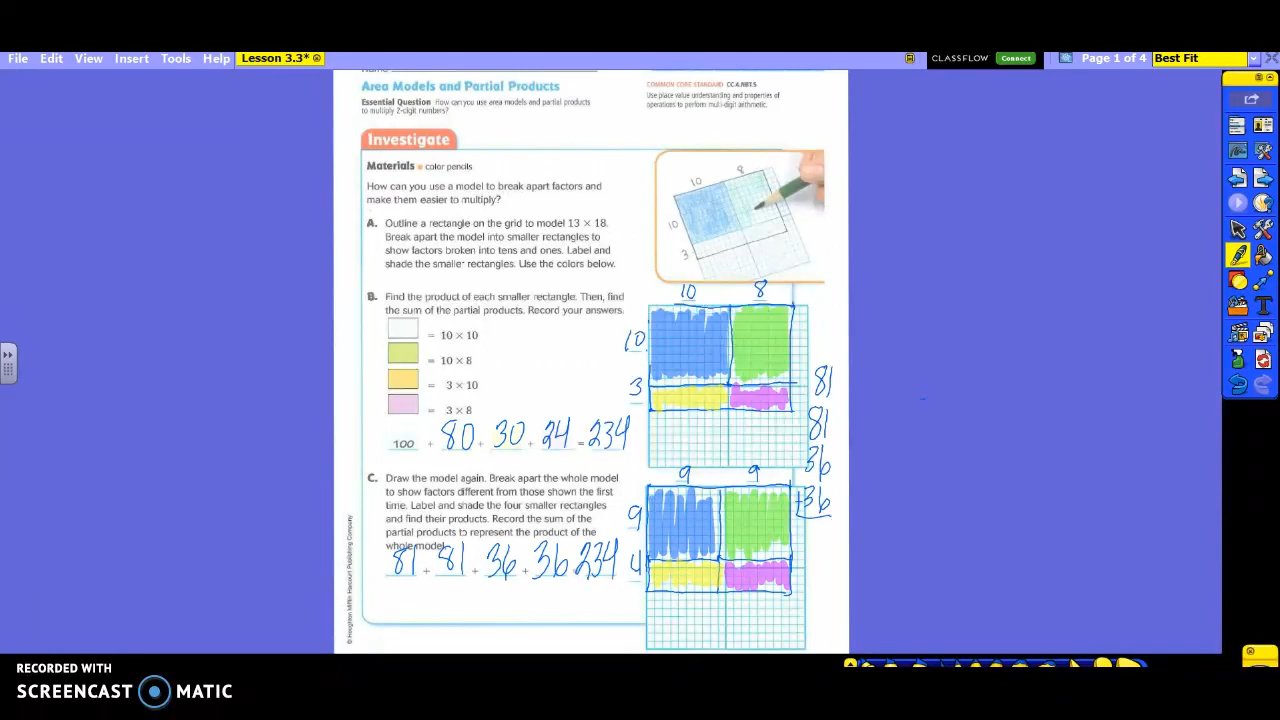 File Edit View Insert Tools Help Lesson 3.3*
CLASSFLOW Connect Page 1 of 4 Best Fit
Area Models and Partial Products
Essential Question How can you use area models and partial products
to multiply 2-digit numbers?
COMMON CORE STANDARD CC.4.NBT.5
Use place value understanding and properties of
operations to perform multi-digit arithmetic.
Investigate
Materials ■ color pencils
How can you use a model to break apart factors and
make them easier to multiply?
A. Outline a rectangle on the grid to model 13 × 18.
Break apart the model into smaller rectangles to
show factors broken into tens and ones. Label and
shade the smaller rectangles. Use the colors below.
10 8
10
3
B. Find the product of each smaller rectangle. Then, find
the sum of the partial products. Record your answers.
= 10 × 10
= 10 × 8
= 3 × 10
= 3 × 8
100 + 80 + 30 + 24 = 234
10 8
10
3
81
81
36
+36
C. Draw the model again. Break apart the whole model
to show factors different from those shown the first
time. Label and shade the four smaller rectangles
and find their products. Record the sum of the
partial products to represent the product of the
whole model.
81 + 81 + 36 + 36 234
9 9
9
4
© Houghton Mifflin Harcourt Publishing Company
RECORDED WITH
SCREENCAST MATIC